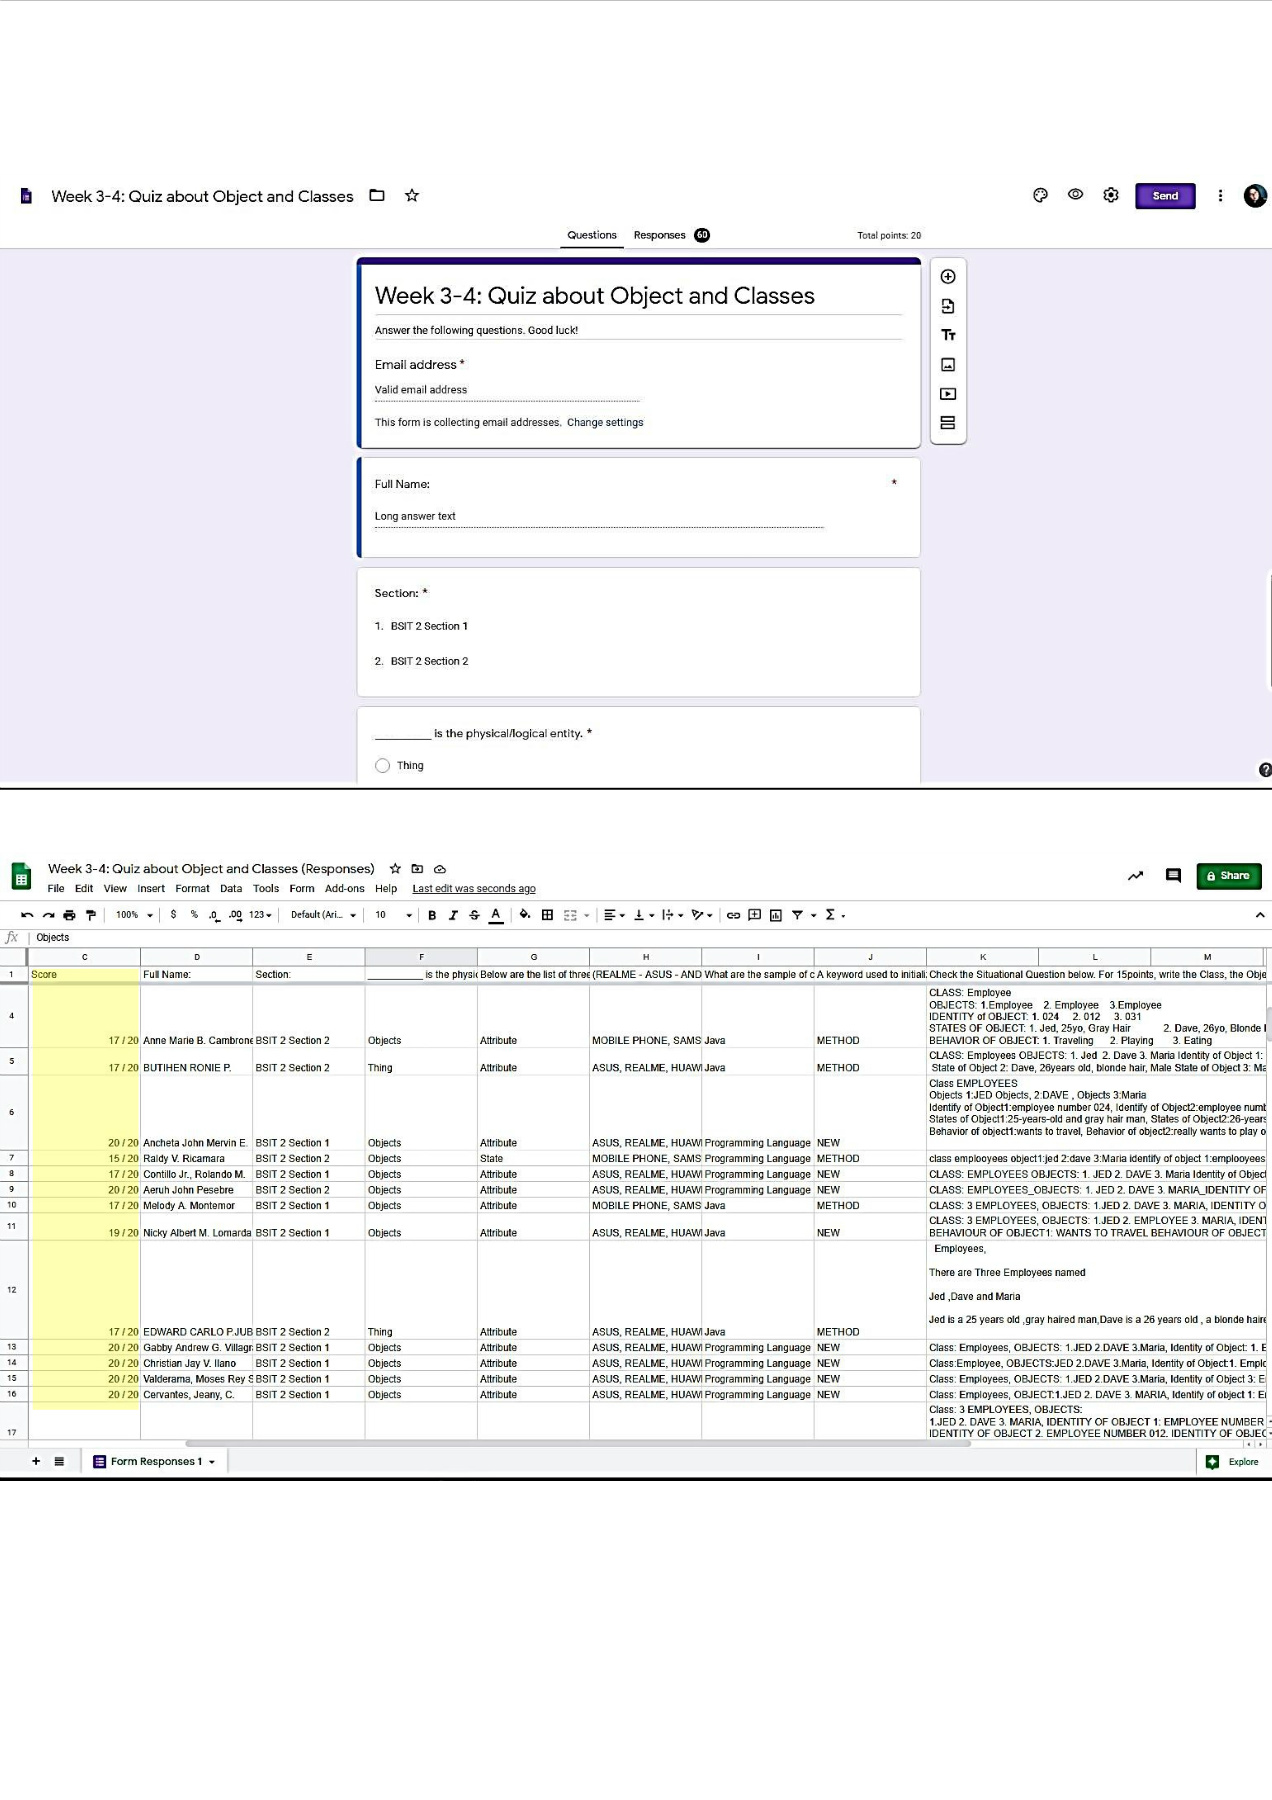 Week 3-4: Quiz about Object and Classes
Send
Questions Responses 60 Total points: 20
Week 3-4: Quiz about Object and Classes
Answer the following questions. Good luck!
Email address *
Valid email address
This form is collecting email addresses. Change settings
Full Name: *
Long answer text
Section: *
1. BSIT 2 Section 1
2. BSIT 2 Section 2
_________ is the physical/logical entity. *
Thing
Week 3-4: Quiz about Object and Classes (Responses)
File Edit View Insert Format Data Tools Form Add-ons Help Last edit was seconds ago
Share
100% $ % .0 .00 123 Default (Ari... 10 B I S A
fx Objects
C D E F G H I J K L M
1 Score Full Name: Section: _________ is the physic Below are the list of three (REALME - ASUS - AND What are the sample of c A keyword used to initiali: Check the Situational Question below. For 15points, write the Class, the Obje
CLASS: Employee
OBJECTS: 1.Employee 2. Employee 3.Employee
IDENTITY of OBJECT: 1. 024 2. 012 3. 031
STATES OF OBJECT: 1. Jed, 25yo, Gray Hair 2. Dave, 26yo, Blonde
4 17 / 20 Anne Marie B. Cambrone BSIT 2 Section 2 Objects Attribute MOBILE PHONE, SAMS Java METHOD BEHAVIOR OF OBJECT: 1. Traveling 2. Playing 3. Eating
CLASS: Employees OBJECTS: 1. Jed 2. Dave 3. Maria Identity of Object 1:
5 17 / 20 BUTIHEN RONIE P. BSIT 2 Section 2 Thing Attribute ASUS, REALME, HUAWI Java METHOD State of Object 2: Dave, 26years old, blonde hair, Male State of Object 3: Ma
Class EMPLOYEES
Objects 1:JED Objects, 2:DAVE , Objects 3:Maria
Identify of Object1:employee number 024, Identify of Object2:employee numb
States of Object1:25-years-old and gray hair man, States of Object2:26-years
6 20 / 20 Ancheta John Mervin E. BSIT 2 Section 1 Objects Attribute ASUS, REALME, HUAWI Programming Language NEW Behavior of object1:wants to travel, Behavior of object2:really wants to play o
7 15 / 20 Raldy V. Ricamara BSIT 2 Section 2 Objects State MOBILE PHONE, SAMS Programming Language METHOD class emplooyees object1:jed 2:dave 3:Maria identify of object 1:emplooyees
8 17 / 20 Contillo Jr., Rolando M. BSIT 2 Section 1 Objects Attribute ASUS, REALME, HUAWI Programming Language NEW CLASS: EMPLOYEES OBJECTS: 1. JED 2. DAVE 3. Maria Identity of Object
9 20 / 20 Aeruh John Pesebre BSIT 2 Section 2 Objects Attribute ASUS, REALME, HUAWI Programming Language NEW CLASS: EMPLOYEES_OBJECTS: 1. JED 2. DAVE 3. MARIA_IDENTITY OF
10 17 / 20 Melody A. Montemor BSIT 2 Section 1 Objects Attribute MOBILE PHONE, SAMS Java METHOD CLASS: 3 EMPLOYEES, OBJECTS: 1.JED 2. DAVE 3. MARIA, IDENTITY O
CLASS: 3 EMPLOYEES, OBJECTS: 1.JED 2. EMPLOYEE 3. MARIA, IDENT
11 19 / 20 Nicky Albert M. Lomarda BSIT 2 Section 1 Objects Attribute ASUS, REALME, HUAWI Java NEW BEHAVIOUR OF OBJECT1: WANTS TO TRAVEL BEHAVIOUR OF OBJECT
Employees,
There are Three Employees named
Jed ,Dave and Maria
Jed is a 25 years old ,gray haired man,Dave is a 26 years old , a blonde haire
12 17 / 20 EDWARD CARLO P.JUB BSIT 2 Section 2 Thing Attribute ASUS, REALME, HUAWI Java METHOD
13 20 / 20 Gabby Andrew G. Villagr BSIT 2 Section 1 Objects Attribute ASUS, REALME, HUAWI Programming Language NEW Class: Employees, OBJECTS: 1.JED 2.DAVE 3.Maria, Identity of Object: 1. E
14 20 / 20 Christian Jay V. Ilano BSIT 2 Section 1 Objects Attribute ASUS, REALME, HUAWI Programming Language NEW Class:Employee, OBJECTS:JED 2.DAVE 3.Maria, Identity of Object:1. Emplo
15 20 / 20 Valderama, Moses Rey S BSIT 2 Section 1 Objects Attribute ASUS, REALME, HUAWI Programming Language NEW Class: Employees, OBJECTS: 1.JED 2.DAVE 3.Maria, Identity of Object 3: E
16 20 / 20 Cervantes, Jeany, C. BSIT 2 Section 1 Objects Attribute ASUS, REALME, HUAWI Programming Language NEW Class: Employees, OBJECT:1.JED 2. DAVE 3. MARIA, Identify of object 1: E
Class: 3 EMPLOYEES, OBJECTS:
1.JED 2. DAVE 3. MARIA, IDENTITY OF OBJECT 1: EMPLOYEE NUMBER
17 IDENTITY OF OBJECT 2. EMPLOYEE NUMBER 012. IDENTITY OF OBJEC
Form Responses 1 Explore